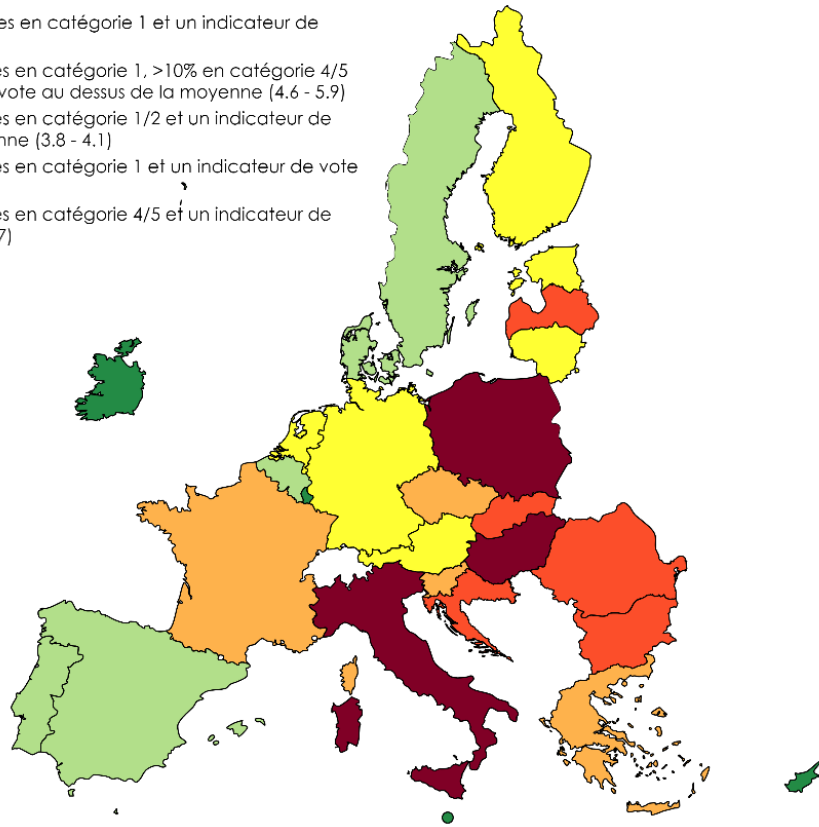 es en catégorie 1 et un indicateur de
es en catégorie 1, >10% en catégorie 4/5
vote au dessus de la moyenne (4.6 - 5.9)
es en catégorie 1/2 et un indicateur de
nne (3.8 - 4.1)
es en catégorie 1 et un indicateur de vote
es en catégorie 4/5 et un indicateur de
7)